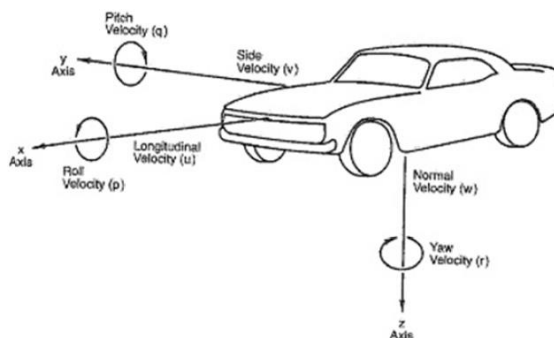 Pitch
Velocity (q)
y
Axis
Side
Velocity (v)
x
Axis
Roll
Velocity (p)
Longitudinal
Velocity (u)
Normal
Velocity (w)
Yaw
Velocity (r)
z
Axis